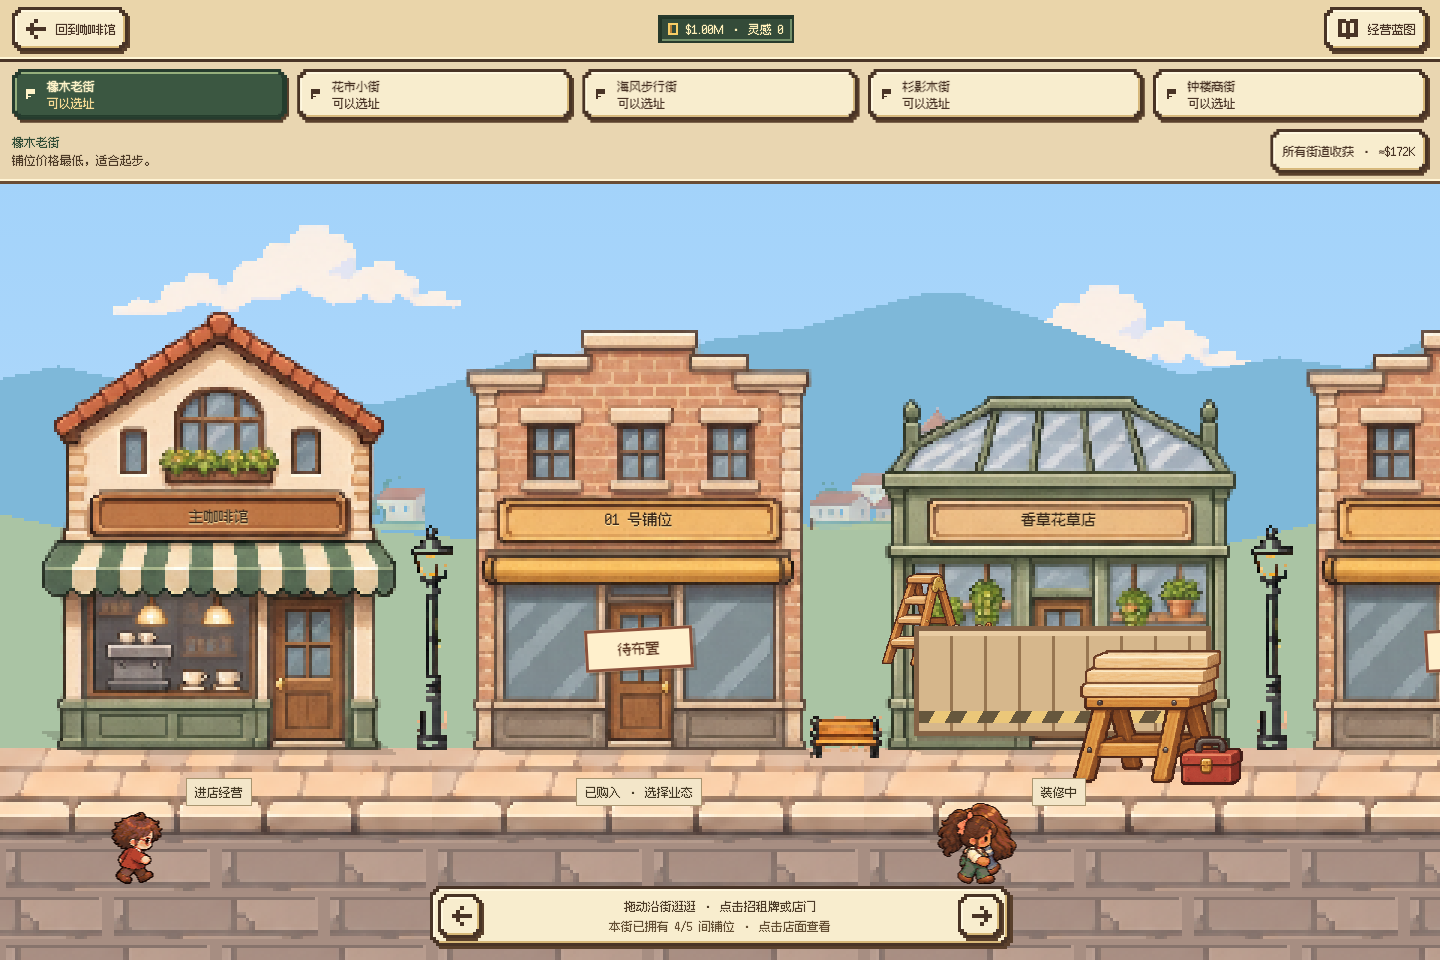 回到咖啡馆
$1.00M · 灵感 0
经营蓝图
橡木老街
可以选址
花市小街
可以选址
海风步行街
可以选址
杉影木街
可以选址
钟楼商街
可以选址
橡木老街
铺位价格最低，适合起步。
所有街道收获 · ≈$172K
主咖啡馆
01 号铺位
香草花草店
待布置
进店经营
已购入 · 选择业态
装修中
拖动沿街逛逛 · 点击招租牌或店门
本街已拥有 4/5 间铺位 · 点击店面查看